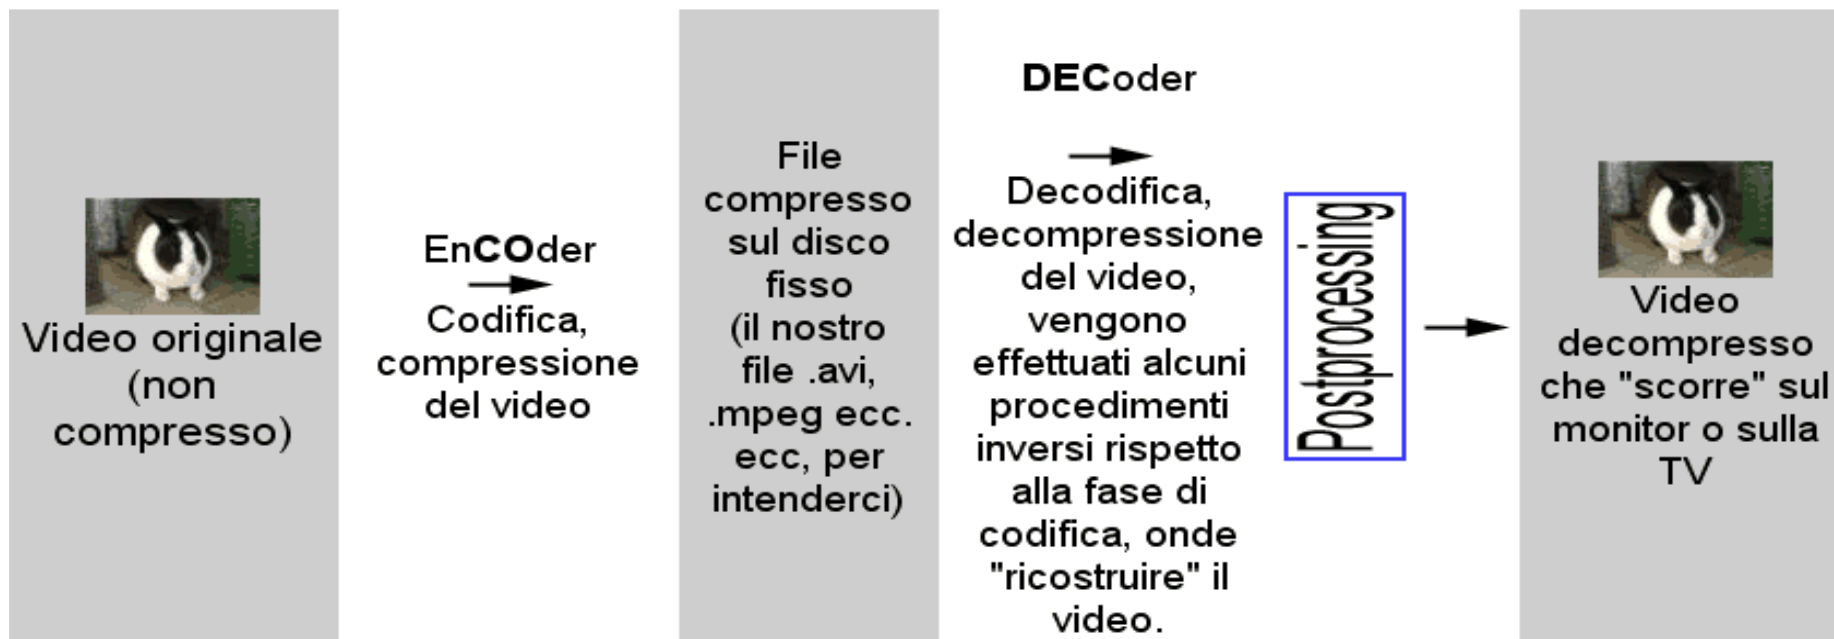 Video originale
(non
compresso)
EnCOder
Codifica,
compressione
del video
File
compresso
sul disco
fisso
(il nostro
file .avi,
.mpeg ecc.
ecc, per
intenderci)
DECoder
Decodifica,
decompressione
del video,
vengono
effettuati alcuni
procedimenti
inversi rispetto
alla fase di
codifica, onde
"ricostruire" il
video.
Postprocessing
Video
decompresso
che "scorre" sul
monitor o sulla
TV